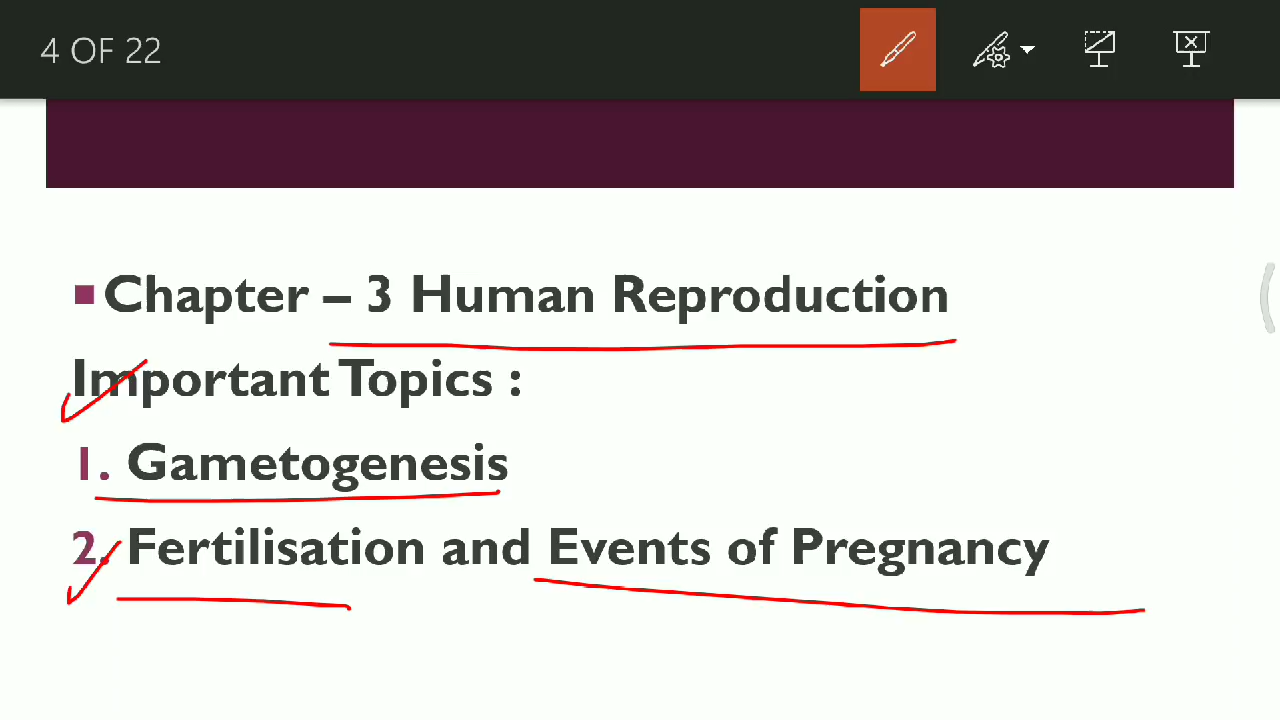 4 OF 22
Chapter – 3 Human Reproduction
Important Topics :
1. Gametogenesis
2. Fertilisation and Events of Pregnancy